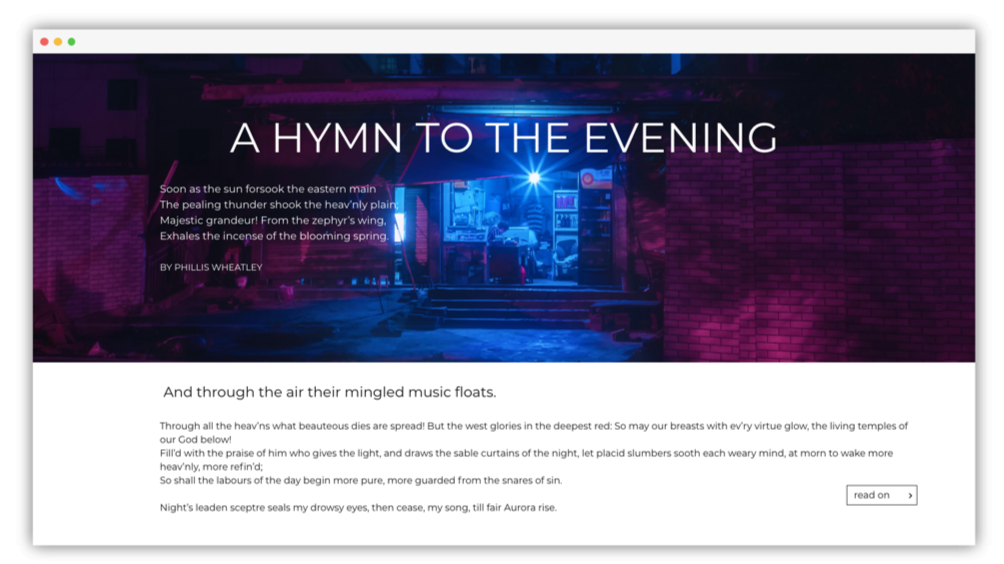 A HYMN TO THE EVENING
Soon as the sun forsook the eastern main
The pealing thunder shook the heav'nly plain;
Majestic grandeur! From the zephyr's wing,
Exhales the incense of the blooming spring.
BY PHILLIS WHEATLEY
And through the air their mingled music floats.
Through all the heav'ns what beauteous dies are spread! But the west glories in the deepest red: So may our breasts with ev'ry virtue glow, the living temples of
our God below!
Fill'd with the praise of him who gives the light, and draws the sable curtains of the night, let placid slumbers sooth each weary mind, at morn to wake more
heav'nly, more refin'd;
So shall the labours of the day begin more pure, more guarded from the snares of sin.
Night's leaden sceptre seals my drowsy eyes, then cease, my song, till fair Aurora rise.
read on ›